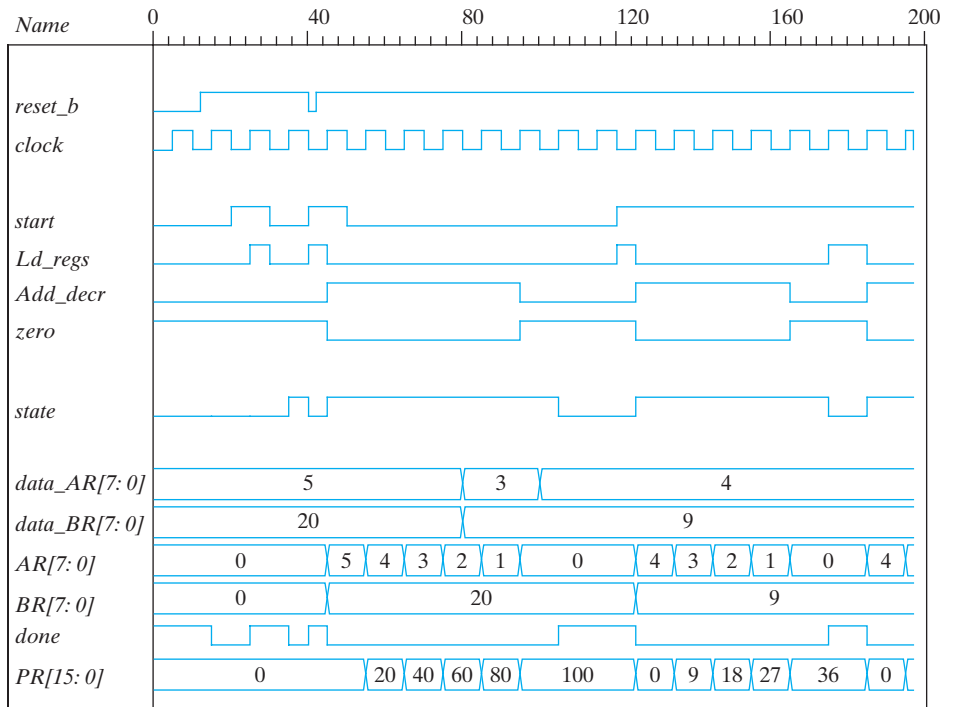 Name 0 40 80 120 160 200
reset_b
clock
start
Ld_regs
Add_decr
zero
state
data_AR[7: 0] 5 3 4
data_BR[7: 0] 20 9
AR[7: 0] 0 5 4 3 2 1 0 4 3 2 1 0 4
BR[7: 0] 0 20 9
done
PR[15: 0] 0 20 40 60 80 100 0 9 18 27 36 0